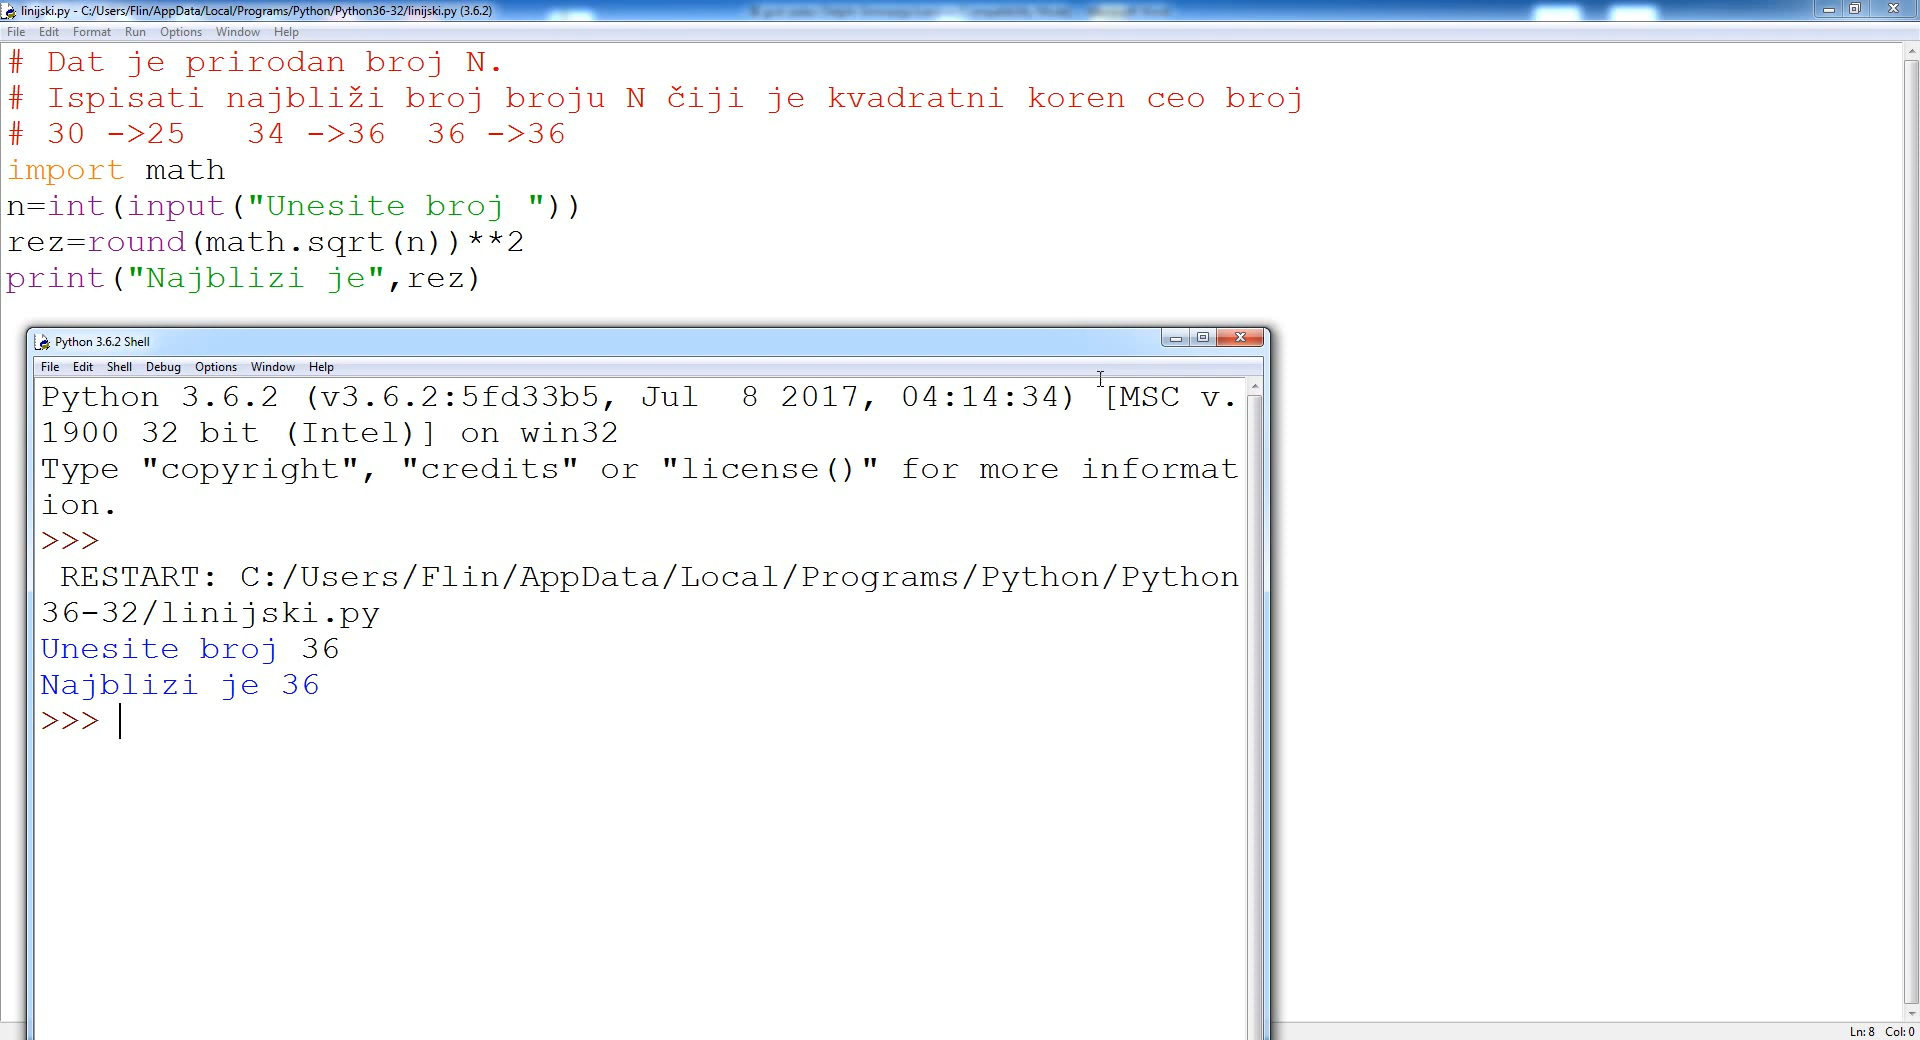 linijski.py - C:/Users/Flin/AppData/Local/Programs/Python/Python36-32/linijski.py (3.6.2)
File Edit Format Run Options Window Help
# Dat je prirodan broj N.
# Ispisati najbliži broj broju N čiji je kvadratni koren ceo broj
# 30 ->25   34 ->36  36 ->36
import math
n=int(input("Unesite broj "))
rez=round(math.sqrt(n))**2
print("Najblizi je",rez)
Python 3.6.2 Shell
File Edit Shell Debug Options Window Help
Python 3.6.2 (v3.6.2:5fd33b5, Jul  8 2017, 04:14:34) [MSC v.
1900 32 bit (Intel)] on win32
Type "copyright", "credits" or "license()" for more informat
ion.
>>>
 RESTART: C:/Users/Flin/AppData/Local/Programs/Python/Python
36-32/linijski.py
Unesite broj 36
Najblizi je 36
>>>
Ln: 8 Col: 0